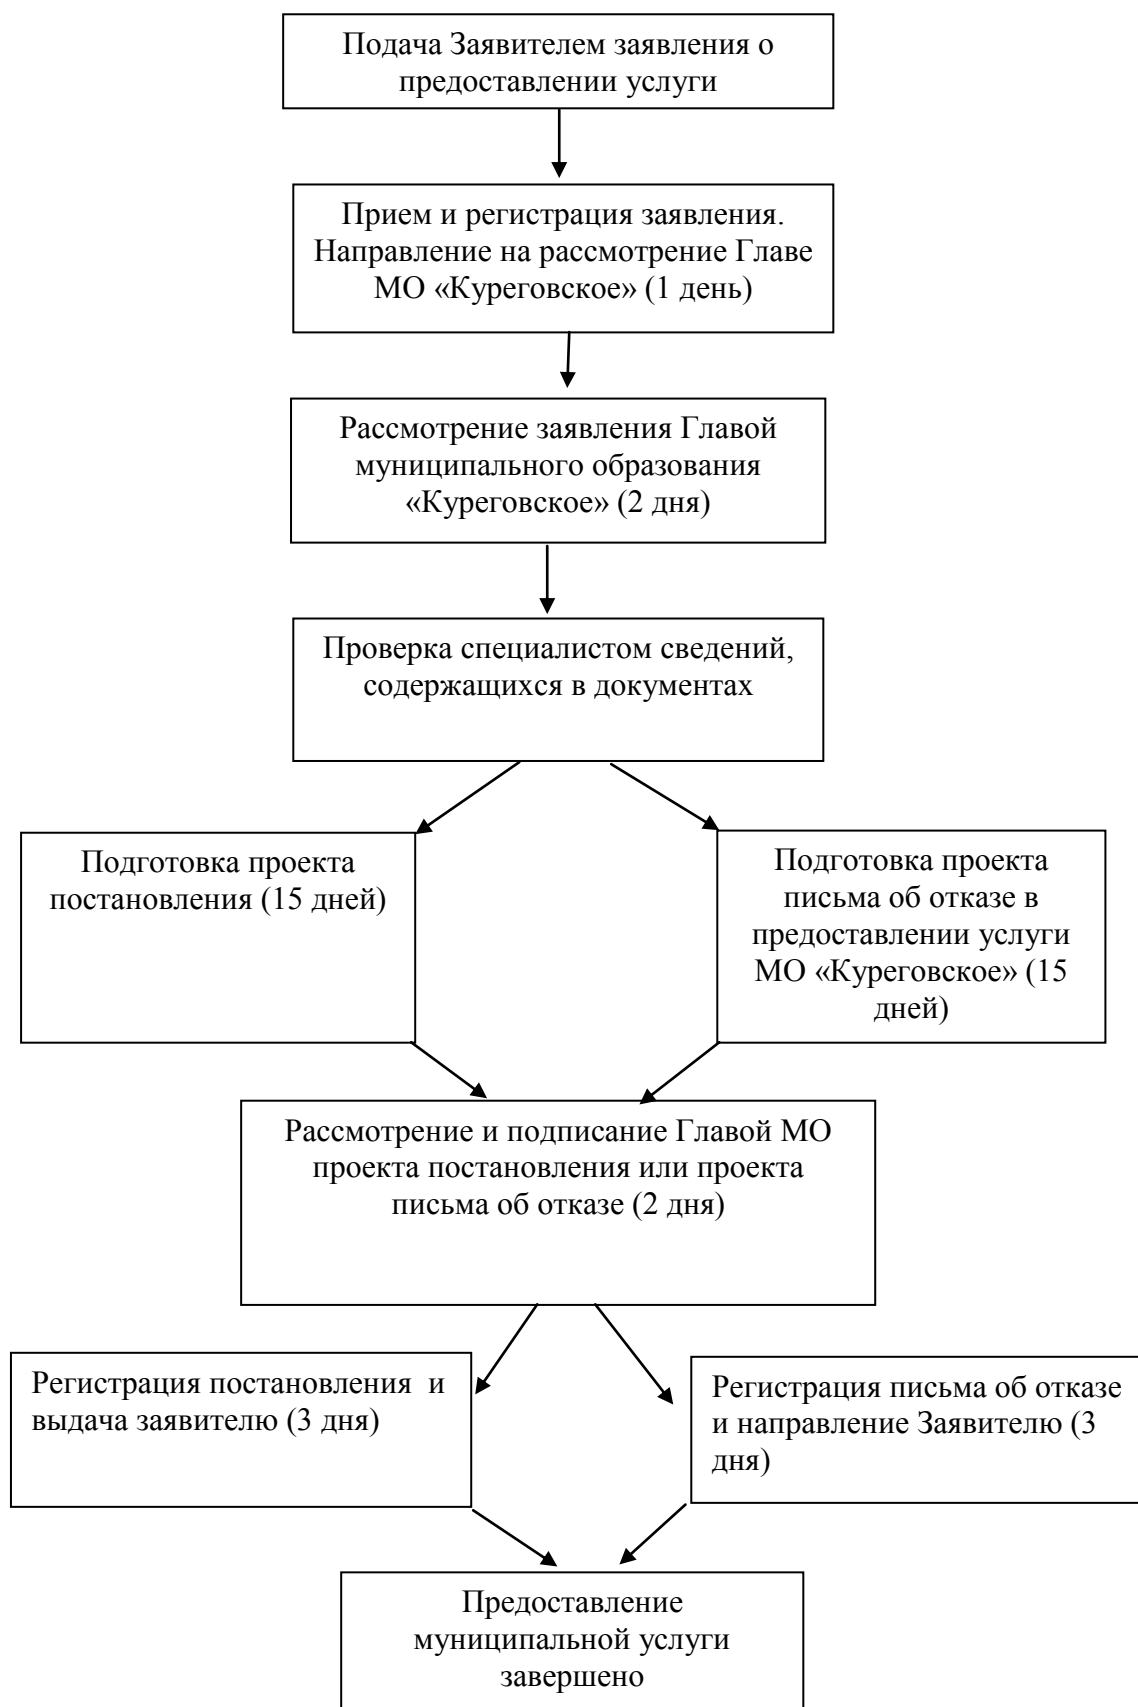 Подача Заявителем заявления о
предоставлении услуги
Прием и регистрация заявления.
Направление на рассмотрение Главе
МО «Куреговское» (1 день)
Рассмотрение заявления Главой
муниципального образования
«Куреговское» (2 дня)
Проверка специалистом сведений,
содержащихся в документах
Подготовка проекта
постановления (15 дней)
Подготовка проекта
письма об отказе в
предоставлении услуги
МО «Куреговское» (15
дней)
Рассмотрение и подписание Главой МО
проекта постановления или проекта
письма об отказе (2 дня)
Регистрация постановления и
выдача заявителю (3 дня)
Регистрация письма об отказе
и направление Заявителю (3
дня)
Предоставление
муниципальной услуги
завершено